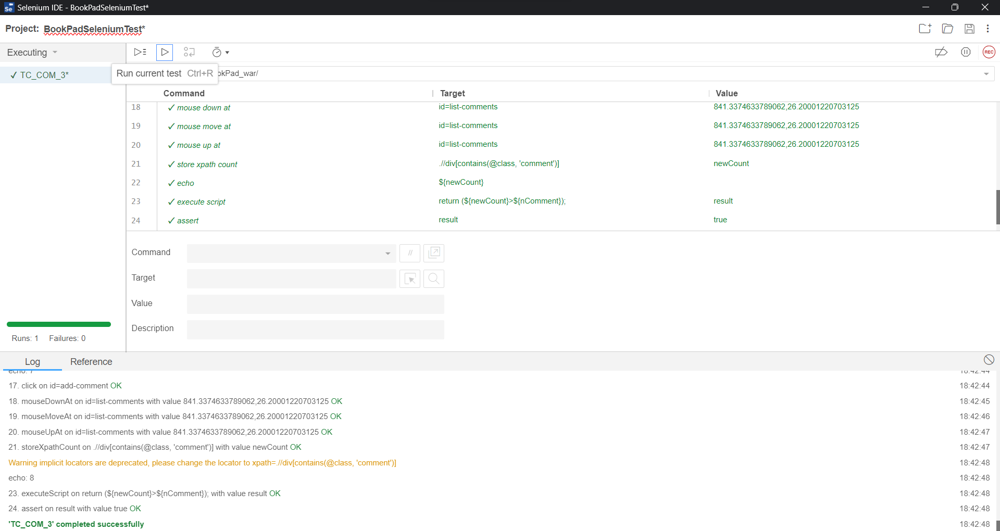 Selenium IDE - BookPadSeleniumTest*
Project: BookPadSeleniumTest*
Executing
REC
✓ TC_COM_3*
Run current test Ctrl+R
okPad_war/
Command Target Value
18 ✓ mouse down at id=list-comments 841.3374633789062,26.20001220703125
19 ✓ mouse move at id=list-comments 841.3374633789062,26.20001220703125
20 ✓ mouse up at id=list-comments 841.3374633789062,26.20001220703125
21 ✓ store xpath count .//div[contains(@class, 'comment')] newCount
22 ✓ echo ${newCount}
23 ✓ execute script return (${newCount}>${nComment}); result
24 ✓ assert result true
Command //
Target
Value
Description
Runs: 1 Failures: 0
Log Reference
echo: 7 18:42:44
17. click on id=add-comment OK 18:42:44
18. mouseDownAt on id=list-comments with value 841.3374633789062,26.20001220703125 OK 18:42:45
19. mouseMoveAt on id=list-comments with value 841.3374633789062,26.20001220703125 OK 18:42:46
20. mouseUpAt on id=list-comments with value 841.3374633789062,26.20001220703125 OK 18:42:47
21. storeXpathCount on .//div[contains(@class, 'comment')] with value newCount OK 18:42:47
Warning implicit locators are deprecated, please change the locator to xpath=.//div[contains(@class, 'comment')] 18:42:48
echo: 8 18:42:48
23. executeScript on return (${newCount}>${nComment}); with value result OK 18:42:48
24. assert on result with value true OK 18:42:48
'TC_COM_3' completed successfully 18:42:48